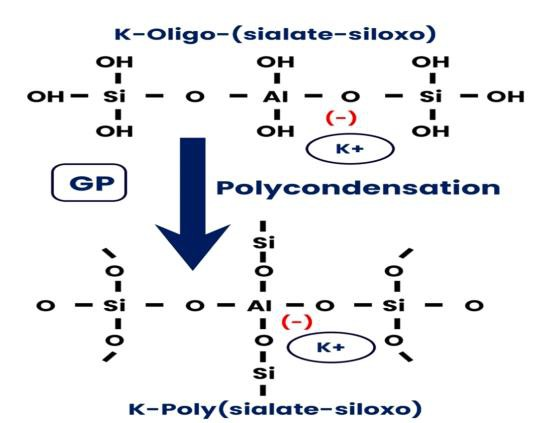 K-Oligo-(sialate-siloxo)
OH OH OH
OH Si O Al O Si OH
OH OH (-) OH
K+
GP
Polycondensation
Si
O O O
O Si O Al O Si O
(-)
O O K+ O
Si
K-Poly(sialate-siloxo)